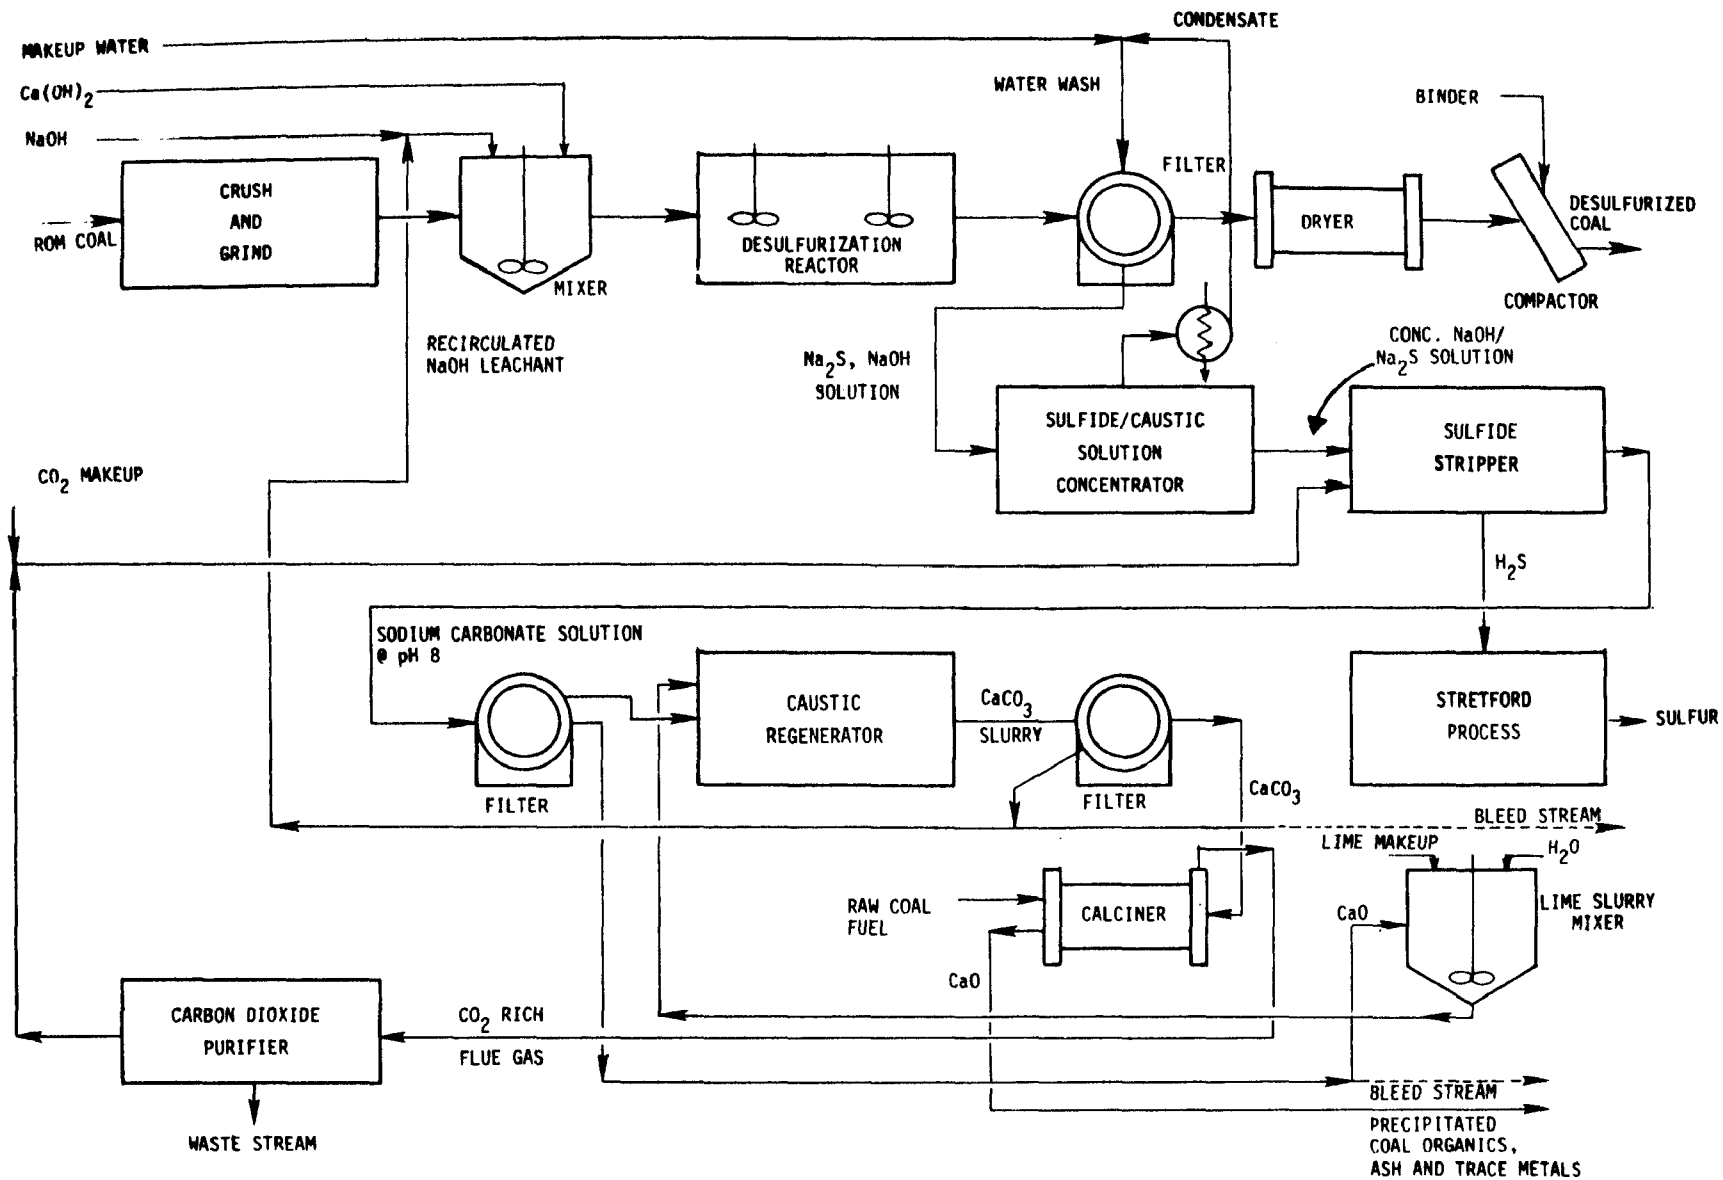 CONDENSATE
MAKEUP WATER
Ca(OH)2
WATER WASH
BINDER
NaOH
FILTER
CRUSH
AND
GRIND
ROM COAL
MIXER
DESULFURIZATION
REACTOR
DRYER
DESULFURIZED
COAL
COMPACTOR
RECIRCULATED
NaOH LEACHANT
Na2S, NaOH
SOLUTION
CONC. NaOH/
Na2S SOLUTION
SULFIDE/CAUSTIC
SOLUTION
CONCENTRATOR
SULFIDE
STRIPPER
CO2 MAKEUP
H2S
SODIUM CARBONATE SOLUTION
@ pH 8
FILTER
CAUSTIC
REGENERATOR
CaCO3
SLURRY
FILTER
CaCO3
STRETFORD
PROCESS
SULFUR
BLEED STREAM
LIME MAKEUP
H2O
RAW COAL
FUEL
CALCINER
CaO
CaO
LIME SLURRY
MIXER
CARBON DIOXIDE
PURIFIER
CO2 RICH
FLUE GAS
WASTE STREAM
BLEED STREAM
PRECIPITATED
COAL ORGANICS,
ASH AND TRACE METALS